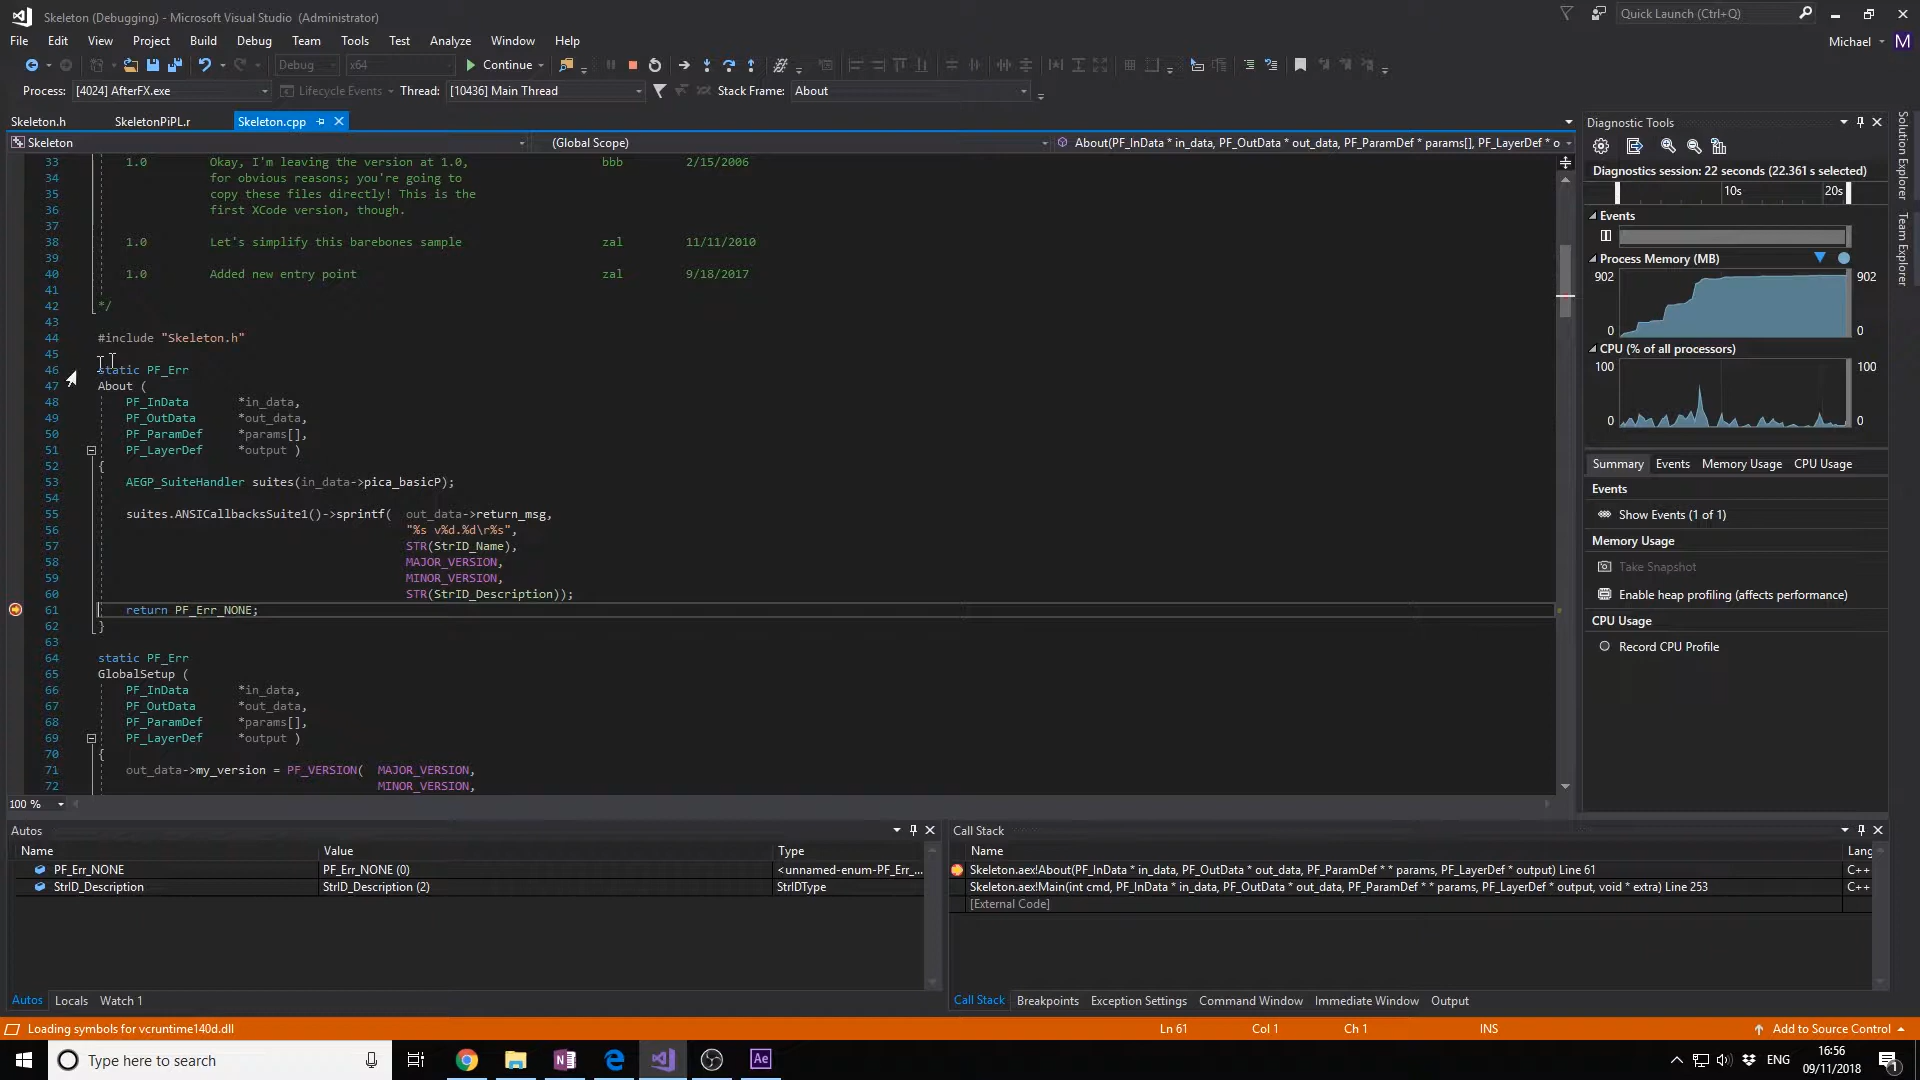 Skeleton (Debugging) - Microsoft Visual Studio (Administrator)
Quick Launch (Ctrl+Q)
File Edit View Project Build Debug Team Tools Test Analyze Window Help
Michael M
Debug x64 Continue
Process: [4024] AfterFX.exe Lifecycle Events Thread: [10436] Main Thread Stack Frame: About
Skeleton.h SkeletonPiPL.r Skeleton.cpp
Skeleton (Global Scope) About(PF_InData * in_data, PF_OutData * out_data, PF_ParamDef * params[], PF_LayerDef * o
33 1.0 Okay, I'm leaving the version at 1.0, bbb 2/15/2006
34 for obvious reasons; you're going to
35 copy these files directly! This is the
36 first XCode version, though.
37
38 1.0 Let's simplify this barebones sample zal 11/11/2010
39
40 1.0 Added new entry point zal 9/18/2017
41
42 */
43
44 #include "Skeleton.h"
45
46 static PF_Err
47 About (
48 PF_InData *in_data,
49 PF_OutData *out_data,
50 PF_ParamDef *params[],
51 PF_LayerDef *output )
52 {
53 AEGP_SuiteHandler suites(in_data->pica_basicP);
54
55 suites.ANSICallbacksSuite1()->sprintf( out_data->return_msg,
56 "%s v%d.%d\r%s",
57 STR(StrID_Name),
58 MAJOR_VERSION,
59 MINOR_VERSION,
60 STR(StrID_Description));
61 return PF_Err_NONE;
62 }
63
64 static PF_Err
65 GlobalSetup (
66 PF_InData *in_data,
67 PF_OutData *out_data,
68 PF_ParamDef *params[],
69 PF_LayerDef *output )
70 {
71 out_data->my_version = PF_VERSION( MAJOR_VERSION,
72 MINOR_VERSION,
100 %
Diagnostic Tools
Diagnostics session: 22 seconds (22.361 s selected)
10s 20s
Events
Process Memory (MB)
902 902
0 0
CPU (% of all processors)
100 100
0 0
Summary Events Memory Usage CPU Usage
Events
Show Events (1 of 1)
Memory Usage
Take Snapshot
Enable heap profiling (affects performance)
CPU Usage
Record CPU Profile
Solution Explorer
Team Explorer
Autos
Name Value Type
PF_Err_NONE PF_Err_NONE (0) <unnamed-enum-PF_Err_...
StrID_Description StrID_Description (2) StrIDType
Autos Locals Watch 1
Call Stack
Name Lang
Skeleton.aex!About(PF_InData * in_data, PF_OutData * out_data, PF_ParamDef * * params, PF_LayerDef * output) Line 61 C++
Skeleton.aex!Main(int cmd, PF_InData * in_data, PF_OutData * out_data, PF_ParamDef * * params, PF_LayerDef * output, void * extra) Line 253 C++
[External Code]
Call Stack Breakpoints Exception Settings Command Window Immediate Window Output
Loading symbols for vcruntime140d.dll Ln 61 Col 1 Ch 1 INS Add to Source Control
Type here to search
N
Ae
ENG
16:56
09/11/2018
1